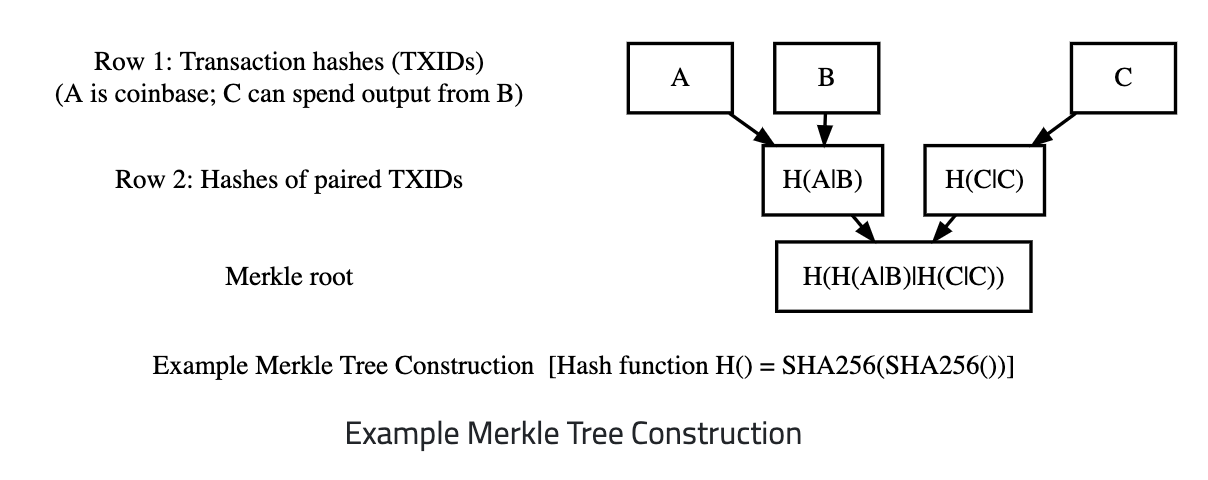 Row 1: Transaction hashes (TXIDs)
(A is coinbase; C can spend output from B)
A
B
C
Row 2: Hashes of paired TXIDs
H(A|B)
H(C|C)
Merkle root
H(H(A|B)|H(C|C))
Example Merkle Tree Construction [Hash function H() = SHA256(SHA256())]
Example Merkle Tree Construction